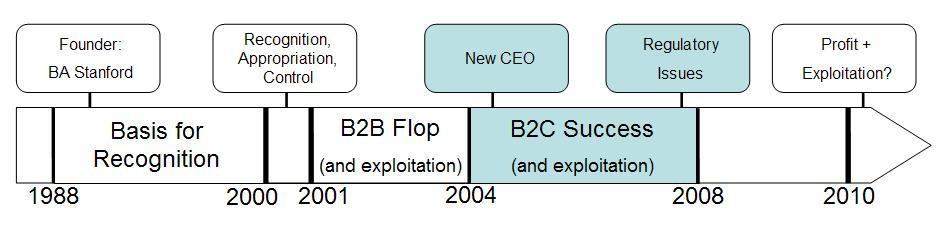 Founder:
BA Stanford
Recognition,
Appropriation,
Control
New CEO
Regulatory
Issues
Profit +
Exploitation?
Basis for
Recognition
B2B Flop
(and exploitation)
B2C Success
(and exploitation)
1988
2000
2001
2004
2008
2010